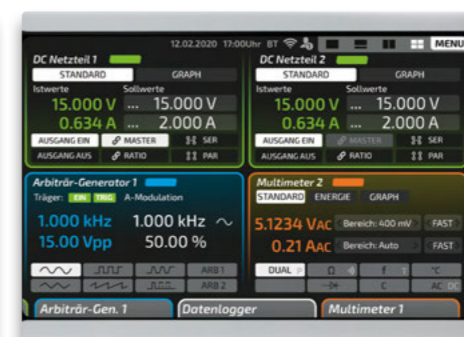 12.02.2020 17:00Uhr BT MENU
DC Netzteil 1
STANDARD GRAPH
Istwerte Sollwerte
15.000 V ... 15.000 V
0.634 A ... 2.000 A
AUSGANG EIN MASTER SER
AUSGANG AUS RATIO PAR
DC Netzteil 2
STANDARD GRAPH
Istwerte Sollwerte
15.000 V ... 15.000 V
0.634 A ... 2.000 A
AUSGANG EIN MASTER SER
AUSGANG AUS RATIO PAR
Arbiträr-Generator 1
Träger: EIN TRIG A-Modulation
1.000 kHz 1.000 kHz
15.00 Vpp 50.00 %
ARB 1
ARB 2
Multimeter 2
STANDARD ENERGIE GRAPH
5.1234 VAC Bereich: 400 mV FAST
0.21 AAC Bereich: Auto FAST
DUAL P Ω f T °C
C AC DC
Arbiträr-Gen. 1 Datenlogger Multimeter 1